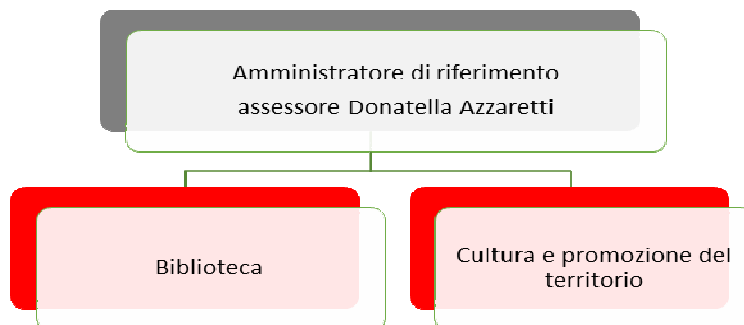 Amministratore di riferimento
assessore Donatella Azzaretti
Biblioteca
Cultura e promozione del
territorio